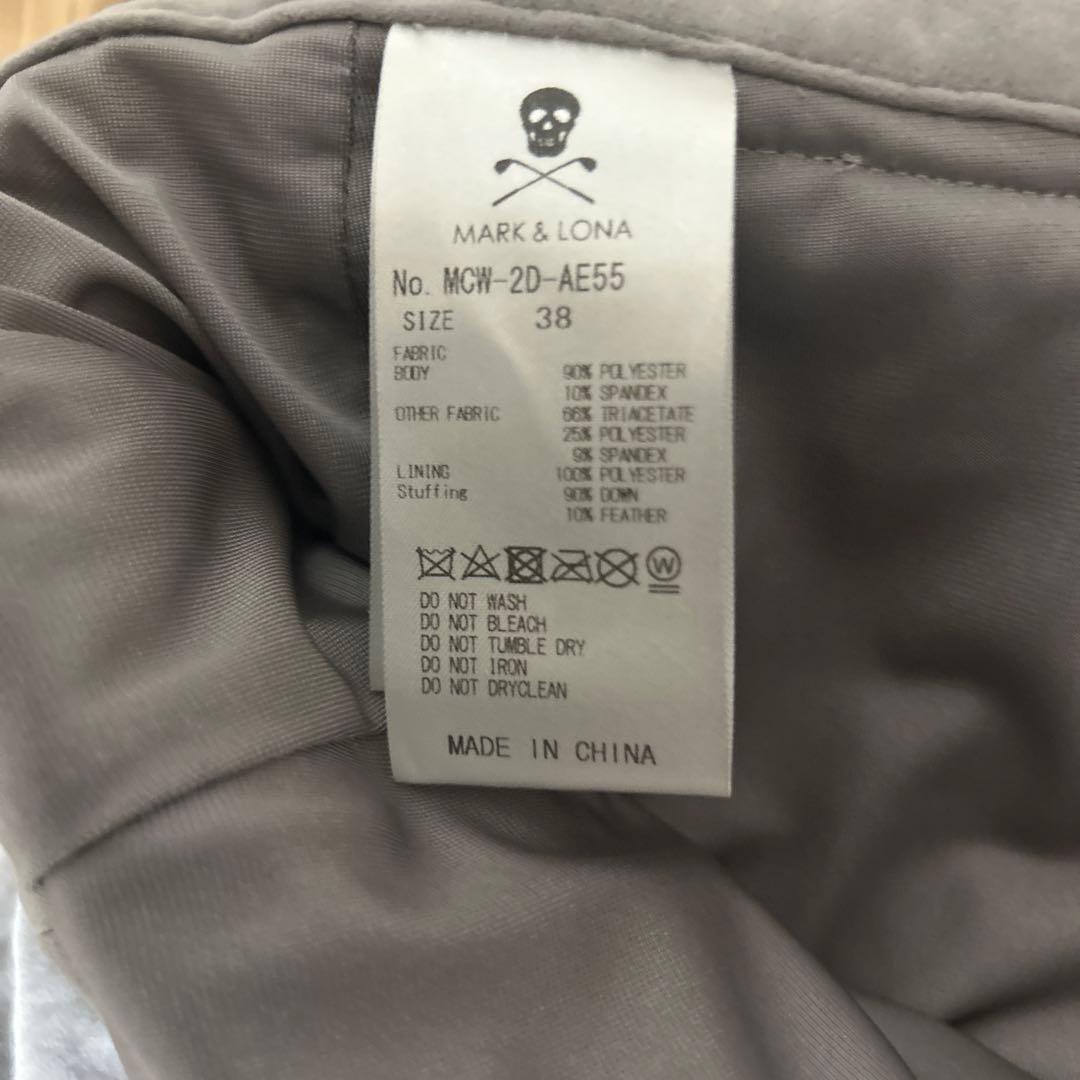 MARK & LONA
No. MCW-2D-AE55
SIZE 38
FABRIC
BODY 90% POLYESTER
10% SPANDEX
OTHER FABRIC 66% TRIACETATE
25% POLYESTER
9% SPANDEX
LINING 100% POLYESTER
Stuffing 90% DOWN
10% FEATHER
W
DO NOT WASH
DO NOT BLEACH
DO NOT TUMBLE DRY
DO NOT IRON
DO NOT DRYCLEAN
MADE IN CHINA